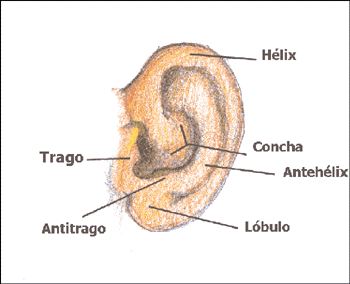 Hélix
Concha
Trago
Antehélix
Antitrago
Lóbulo